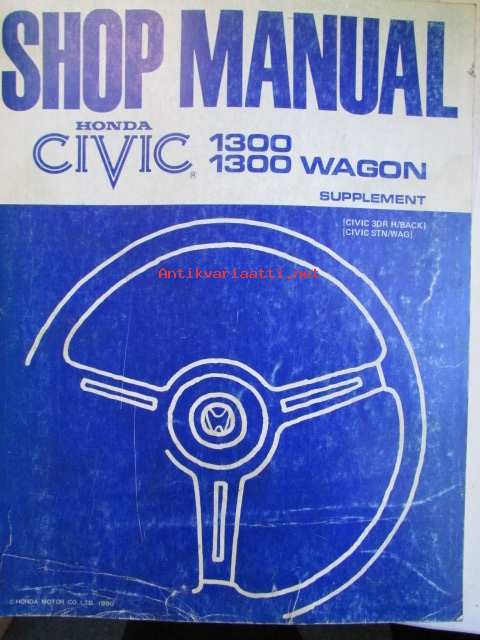 SHOP MANUAL
HONDA
CIVIC 1300
1300 WAGON
®
SUPPLEMENT
(CIVIC 3DR H/BACK)
(CIVIC STN/WAG)
Antikvariaatti.net
© HONDA MOTOR CO. LTD. 1980